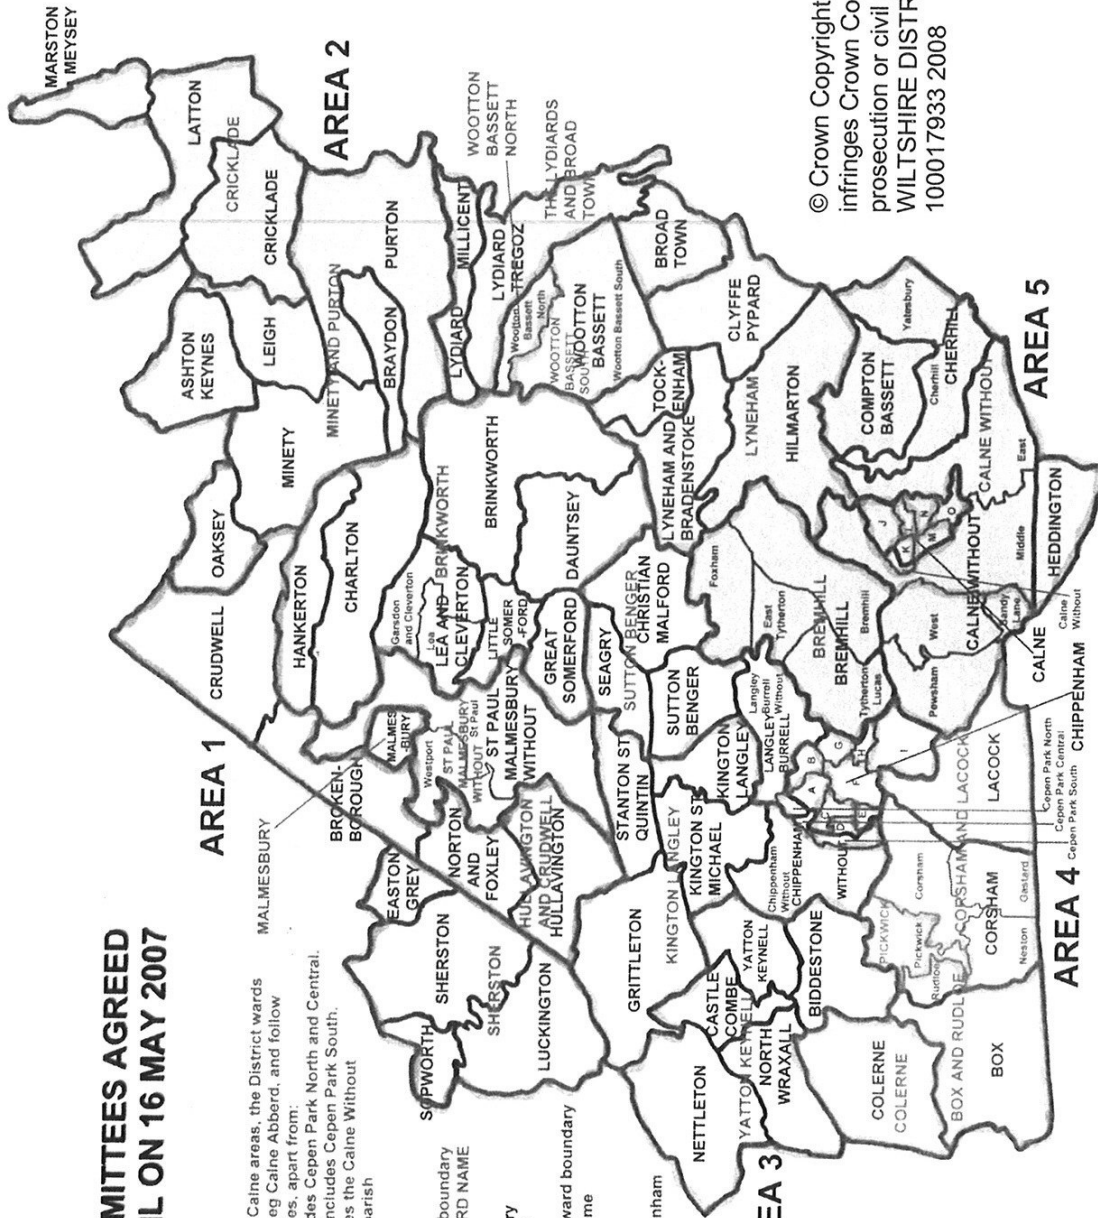 MITTEES AGREED
L ON 16 MAY 2007
Calne areas, the District wards
eg Calne Abberd, and follow
es, apart from:
des Cepen Park North and Central.
ncludes Cepen Park South.
es the Calne Without
arish
boundary
RD NAME
ry
ward boundary
me
nham
AREA 1
AREA 2
EA 3
AREA 4
AREA 5
MALMESBURY
MARSTON
MEYSEY
LATTON
CRICKLADE
CRICKLADE
ASHTON
KEYNES
LEIGH
MINETY AND PURTON
PURTON
BRAYDON
MINETY
OAKSEY
CRUDWELL
HANKERTON
CHARLTON
BROKEN-
BOROUGH
MALMES
-BURY
Westport
ST PAUL
MALMESBURY
WITHOUT
St Paul
ST PAUL
MALMESBURY
WITHOUT
Garsdon
and Cleverton
Lea
LEA AND
CLEVERTON
BRINKWORTH
BRINKWORTH
LITTLE
SOMER
-FORD
GREAT
SOMERFORD
DAUNTSEY
SEAGRY
SUTTON BENGER
CHRISTIAN
MALFORD
SUTTON
BENGER
EASTON
GREY
NORTON
AND
FOXLEY
HULLAVINGTON
AND CRUDWELL
HULLAVINGTON
STANTON ST
QUINTIN
SHERSTON
SHERSTON
SOPWORTH
LUCKINGTON
GRITTLETON
KINGTON LANGLEY
KINGTON ST
MICHAEL
KINGTON
LANGLEY
LANGLEY
BURRELL
Langley
Burrell
Without
MILLICENT
LYDIARD
LYDIARD
TREGOZ
WOOTTON
BASSETT
NORTH
THE LYDIARDS
AND BROAD
TOWN
Wootton
Bassett
North
WOOTTON
BASSETT
SOUTH
WOOTTON
BASSETT
Wootton Bassett South
BROAD
TOWN
CLYFFE
PYPARD
TOCK-
ENHAM
LYNEHAM AND
BRADENSTOKE
LYNEHAM
HILMARTON
COMPTON
BASSETT
Yatesbury
Cherhill
CHERHILL
CALNE WITHOUT
East
Middle
CALNE WITHOUT
West
Sandy
Lane
HEDDINGTON
CALNE
Calne
Without
J
K
N
M
O
Foxham
East
Tytherton
BREMHILL
BREMHILL
Bremhill
Tytherton
Lucas
Pewsham
A
B
G
H
F
C
D
E
I
Chippenham
Without
CHIPPENHAM
WITHOUT
NETTLETON
CASTLE
COMBE
YATTON
KEYNELL
YATTON KEYNELL
NORTH
WRAXALL
BIDDESTONE
COLERNE
COLERNE
BOX AND RUDLOE
BOX
PICKWICK
Pickwick
Rudloe
Corsham
CORSHAM AND LACOCK
CORSHAM
Neston
Gastard
LACOCK
Cepen Park North
Cepen Park Central
Cepen Park South
CHIPPENHAM
© Crown Copyright
infringes Crown Co
prosecution or civil
WILTSHIRE DISTR
100017933 2008